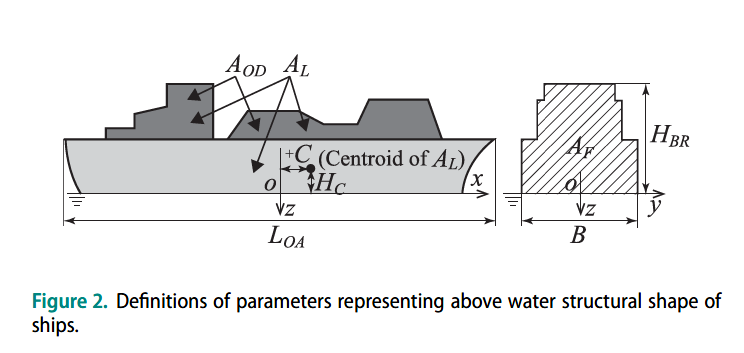 A_OD A_L
+C (Centroid of A_L)
o H_C x
z
L_OA
A_F H_BR
o
z y
B
Figure 2. Definitions of parameters representing above water structural shape of
ships.